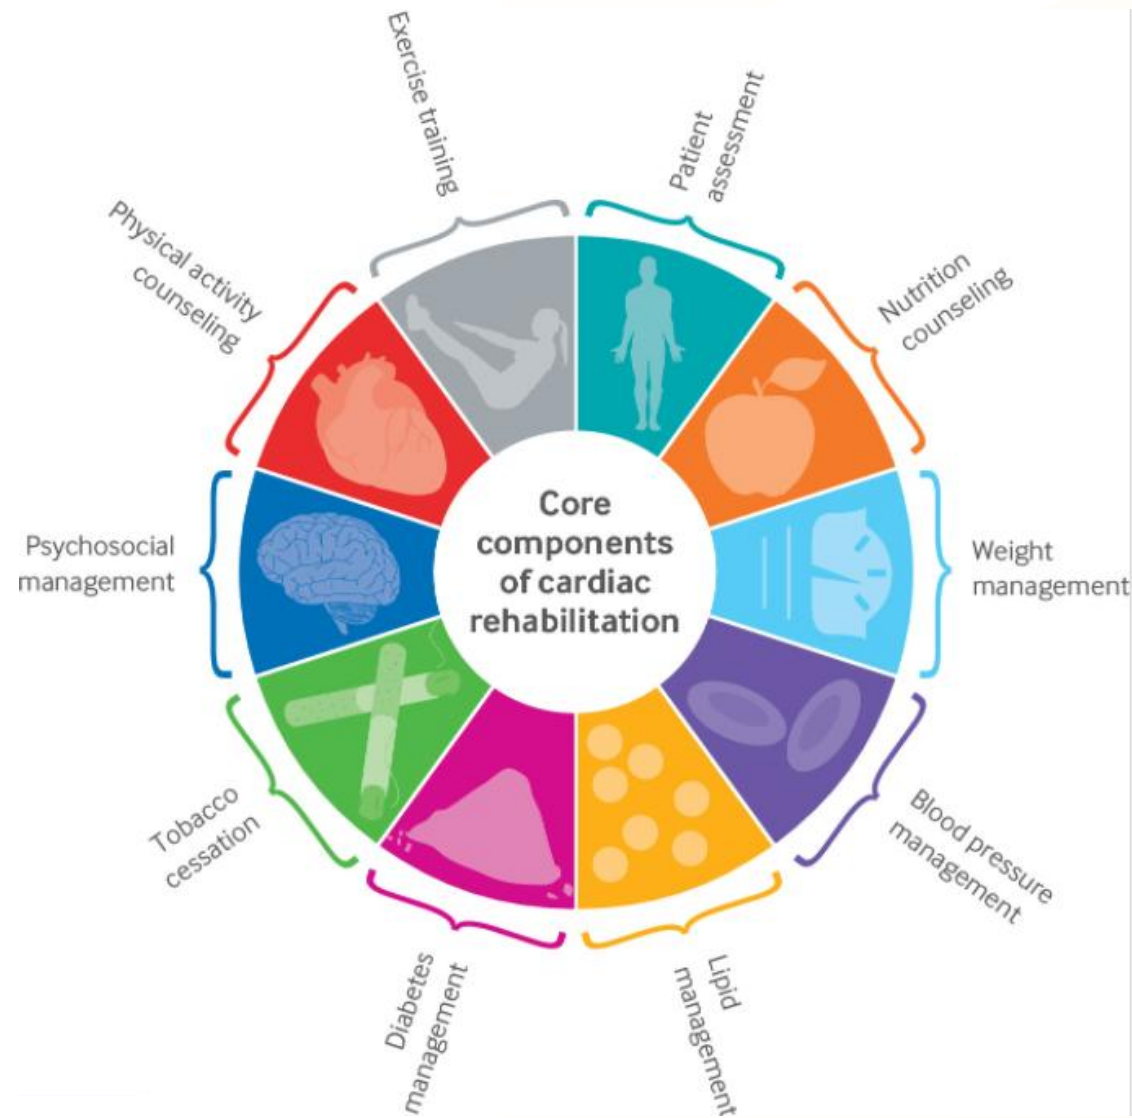 Core
components
of cardiac
rehabilitation
Patient
assessment
Nutrition
counseling
Weight
management
Blood pressure
management
Lipid
management
Diabetes
management
Tobacco
cessation
Psychosocial
management
Physical activity
counseling
Exercise training